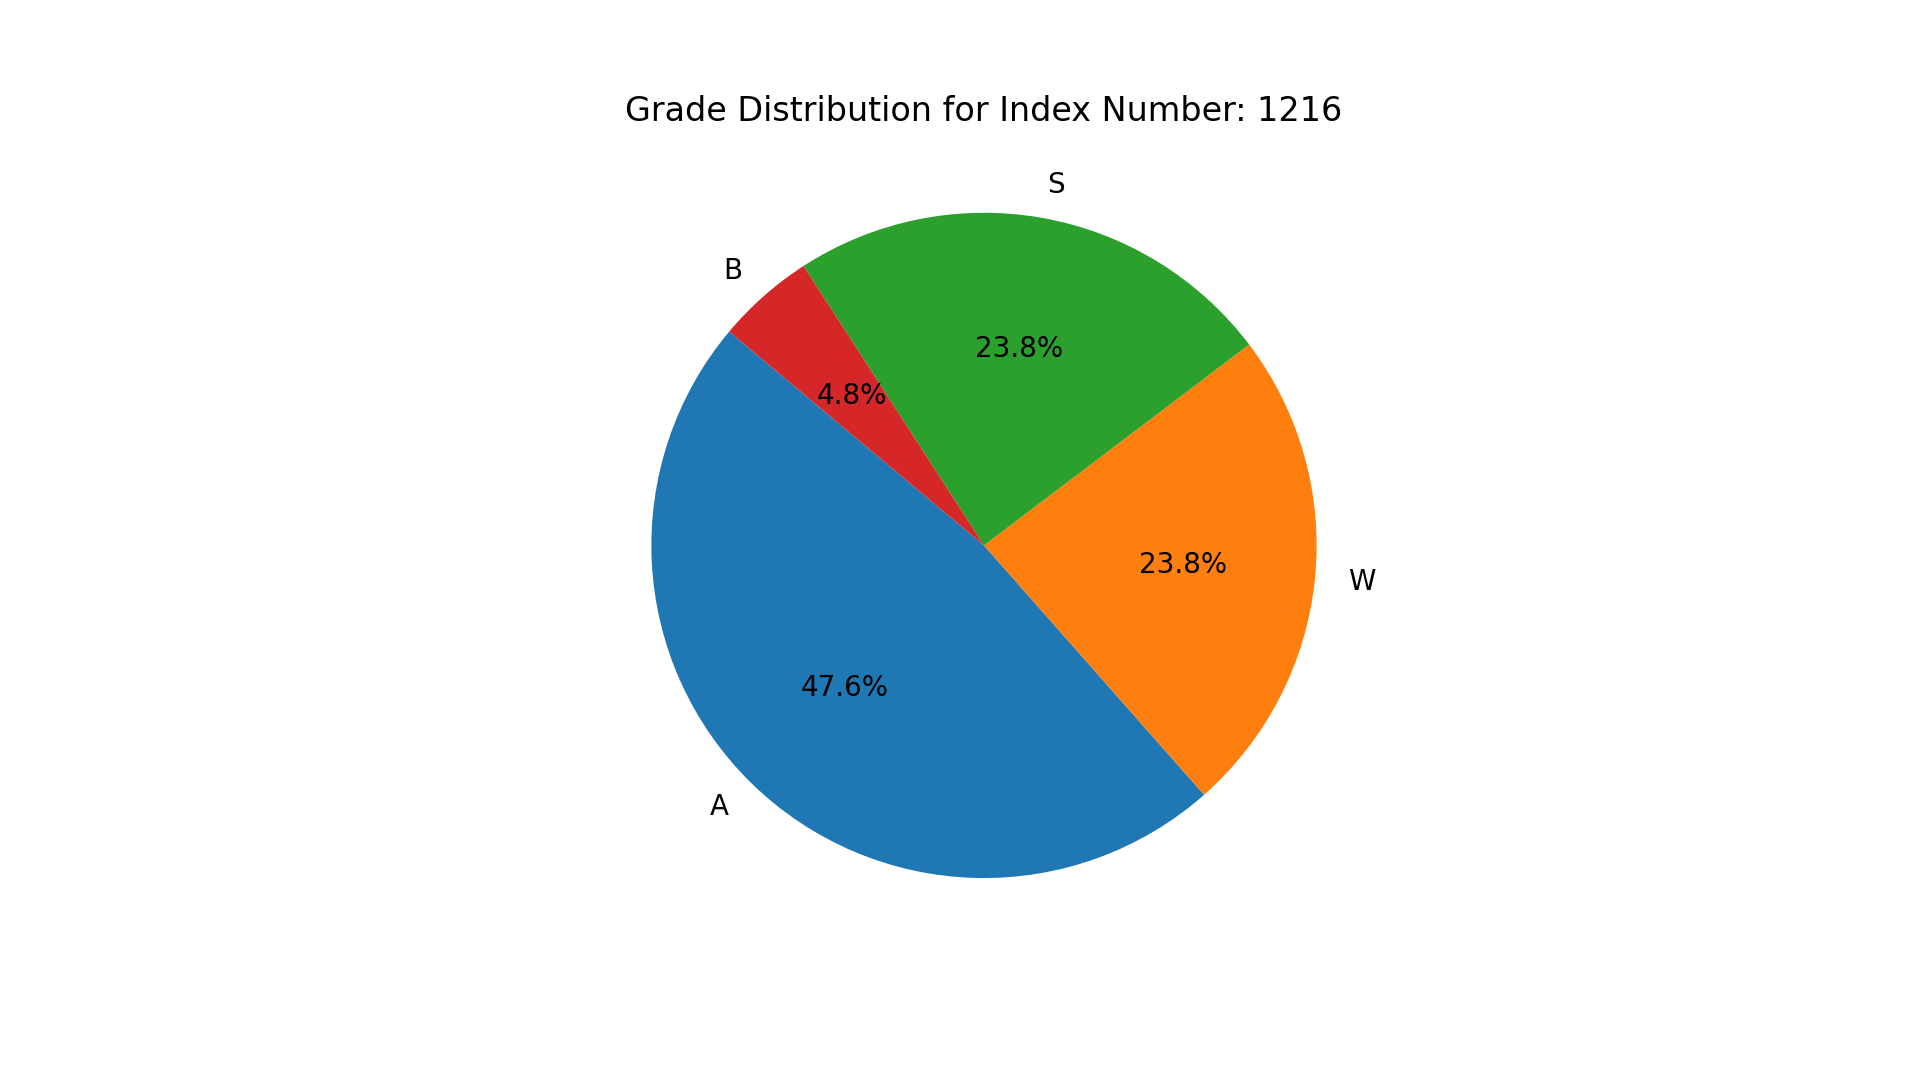 Grade Distribution for Index Number: 1216
S
B
23.8%
4.8%
23.8%
W
47.6%
A